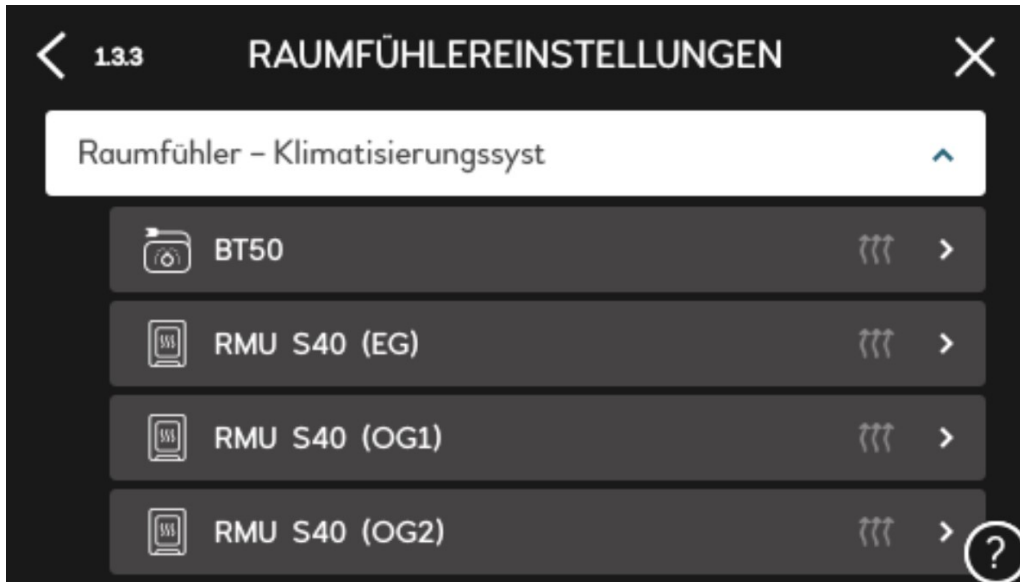 1.3.3 RAUMFÜHLEREINSTELLUNGEN
Raumfühler – Klimatisierungssyst
BT50
RMU S40 (EG)
RMU S40 (OG1)
RMU S40 (OG2)
?